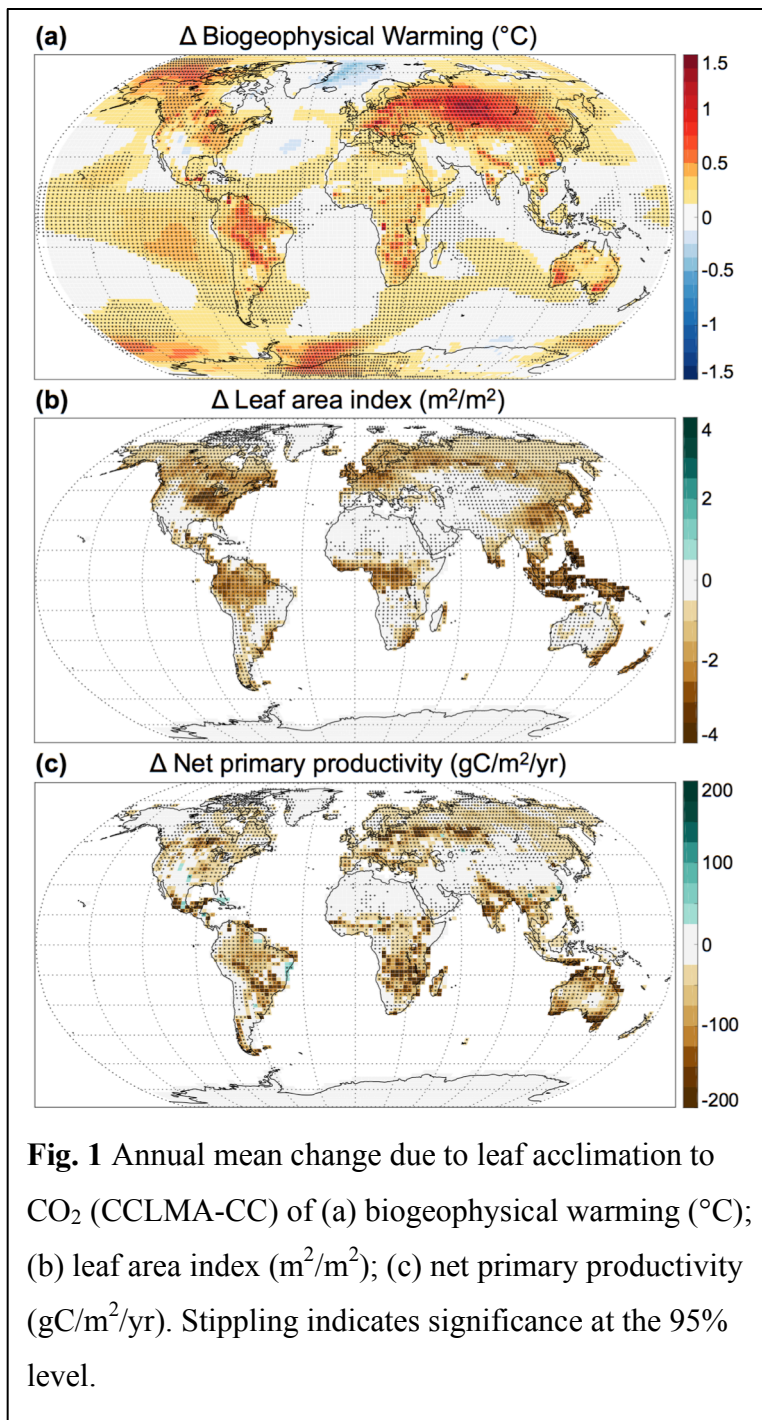 (a) Δ Biogeophysical Warming (°C)
1.5
1
0.5
0
-0.5
-1
-1.5
(b) Δ Leaf area index (m²/m²)
4
2
0
-2
-4
(c) Δ Net primary productivity (gC/m²/yr)
200
100
0
-100
-200
Fig. 1 Annual mean change due to leaf acclimation to
CO₂ (CCLMA-CC) of (a) biogeophysical warming (°C);
(b) leaf area index (m²/m²); (c) net primary productivity
(gC/m²/yr). Stippling indicates significance at the 95%
level.